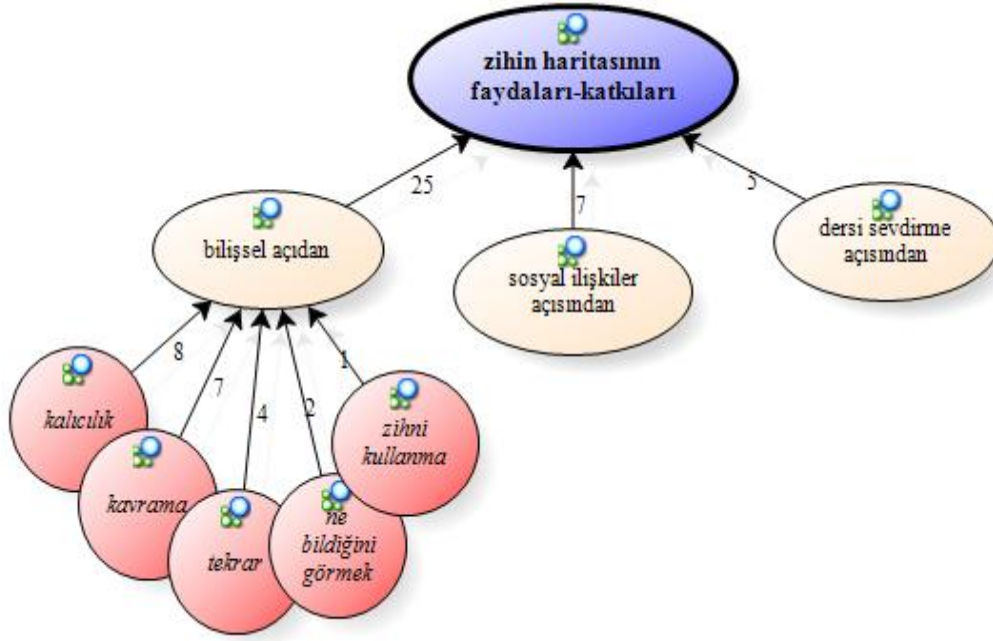 zihin haritasının
faydaları-katkıları
25
7
5
bilişsel açıdan
sosyal ilişkiler
açısından
dersi sevdirme
açısından
8
7
4
2
1
kalıcılık
kavrama
tekrar
ne
bildiğini
görmek
zihni
kullanma